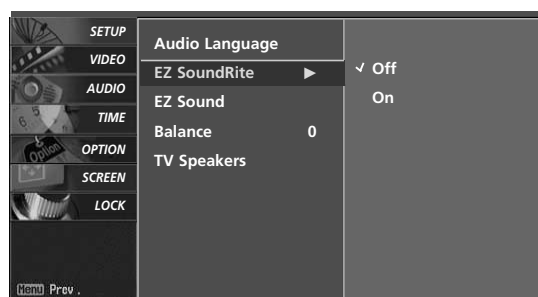 SETUP
VIDEO
AUDIO
TIME
OPTION
SCREEN
LOCK
Menu Prev.
Audio Language
EZ SoundRite ►
EZ Sound
Balance 0
TV Speakers
✓ Off
On
Option